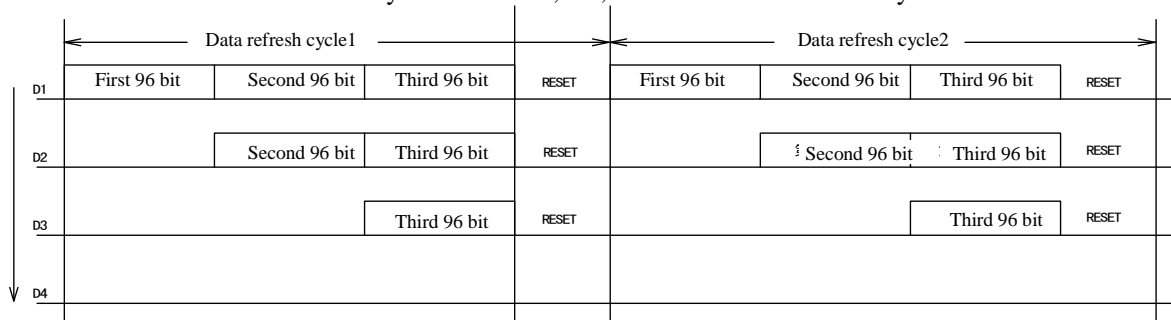 Data refresh cycle1 Data refresh cycle2
D1 First 96 bit Second 96 bit Third 96 bit RESET First 96 bit Second 96 bit Third 96 bit RESET
D2 Second 96 bit Third 96 bit RESET Second 96 bit Third 96 bit RESET
D3 Third 96 bit RESET Third 96 bit RESET
D4